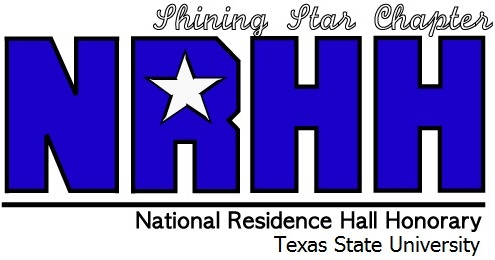 Shining Star Chapter
NRHH
National Residence Hall Honorary
Texas State University